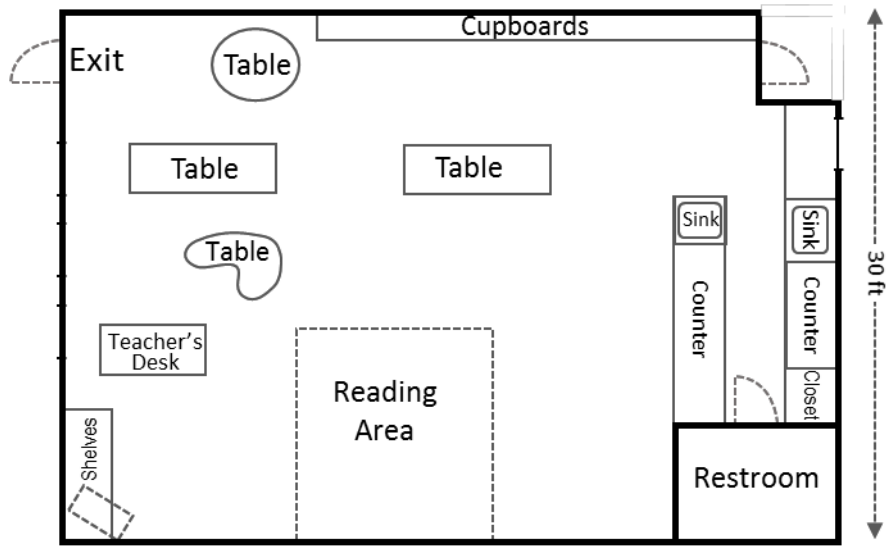 Cupboards
Exit
Table
Table
Table
Sink
Sink
Table
30 ft
Counter
Counter
Teacher's
Desk
Reading
Area
Closet
Shelves
Restroom